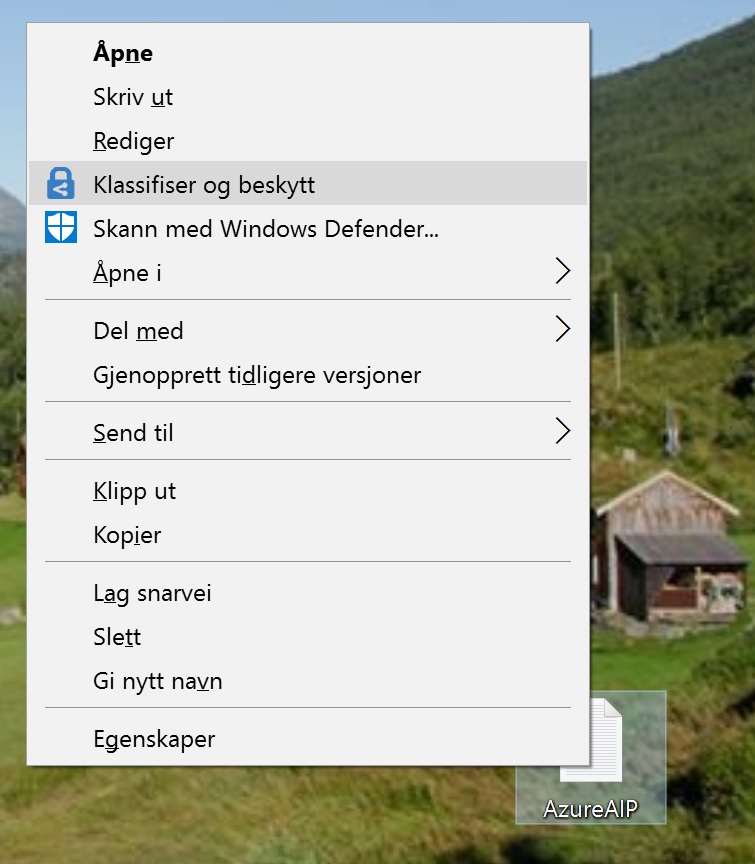 Åpne
Skriv ut
Rediger
Klassifiser og beskytt
Skann med Windows Defender...
Åpne i
Del med
Gjenopprett tidligere versjoner
Send til
Klipp ut
Kopier
Lag snarvei
Slett
Gi nytt navn
Egenskaper
AzureAIP